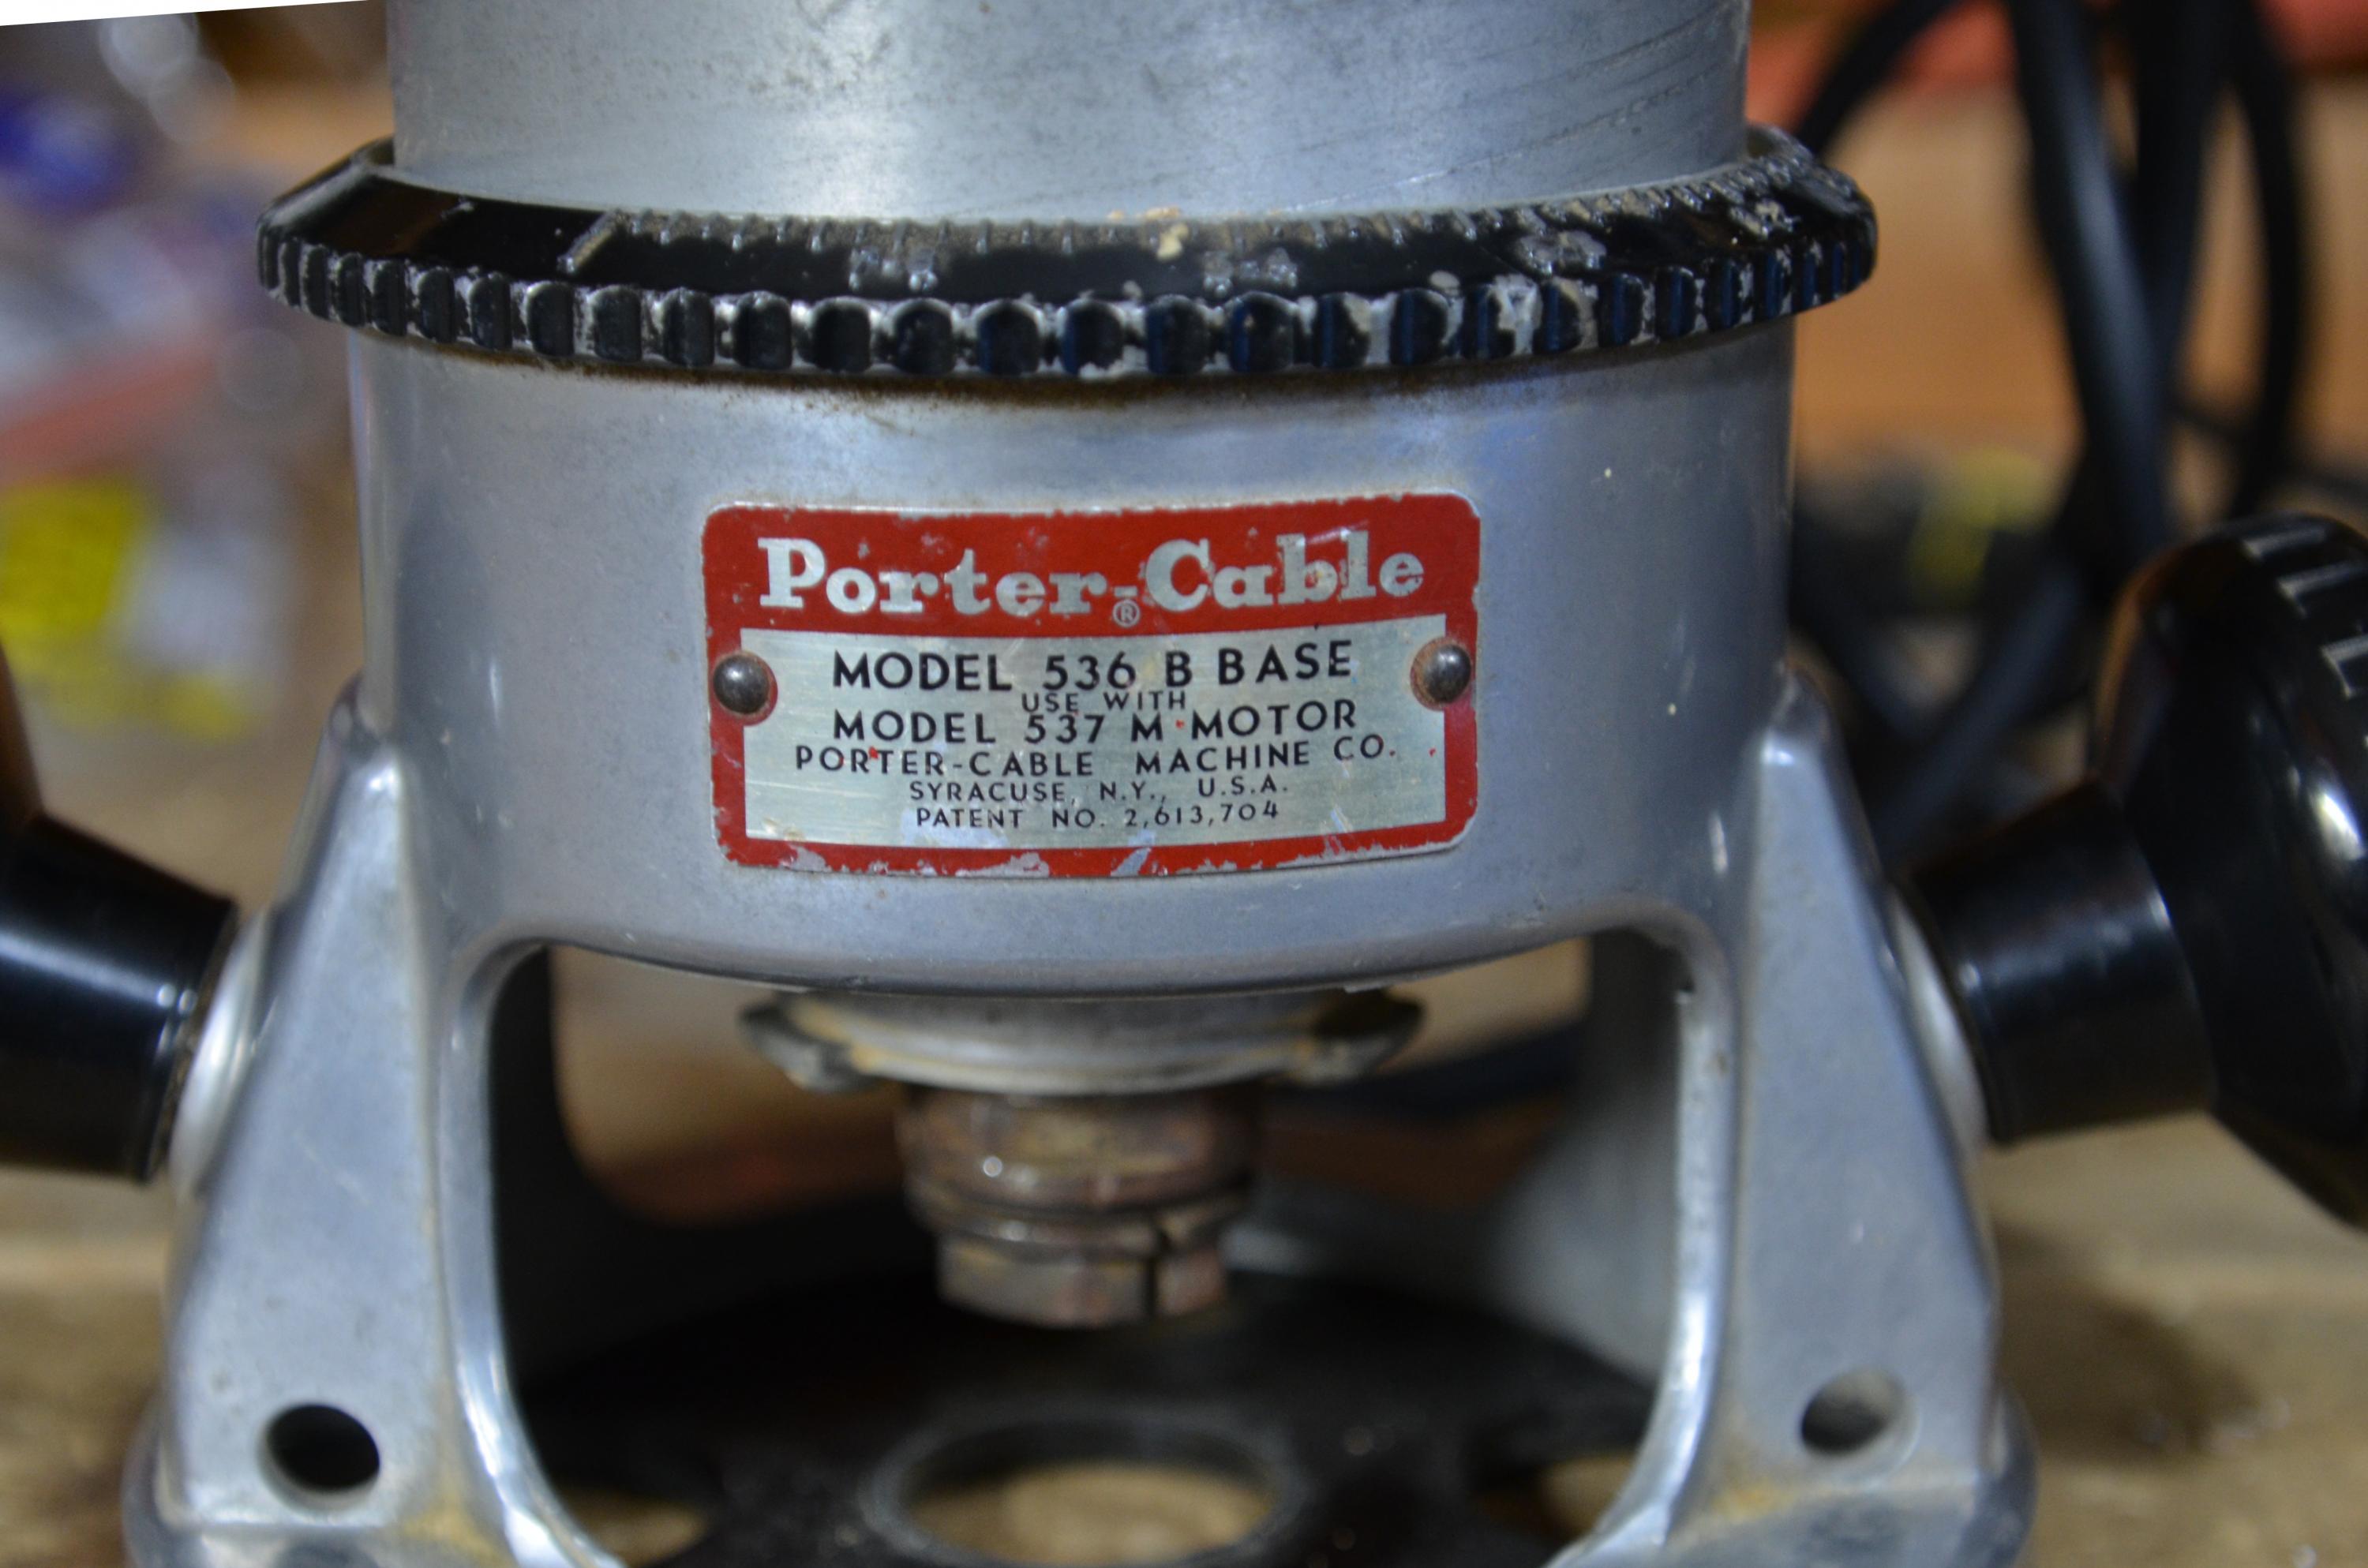 Porter-Cable
®
MODEL 536 B BASE
USE WITH
MODEL 537 M MOTOR
PORTER-CABLE MACHINE CO.
SYRACUSE, N.Y., U.S.A.
PATENT NO. 2,613,704